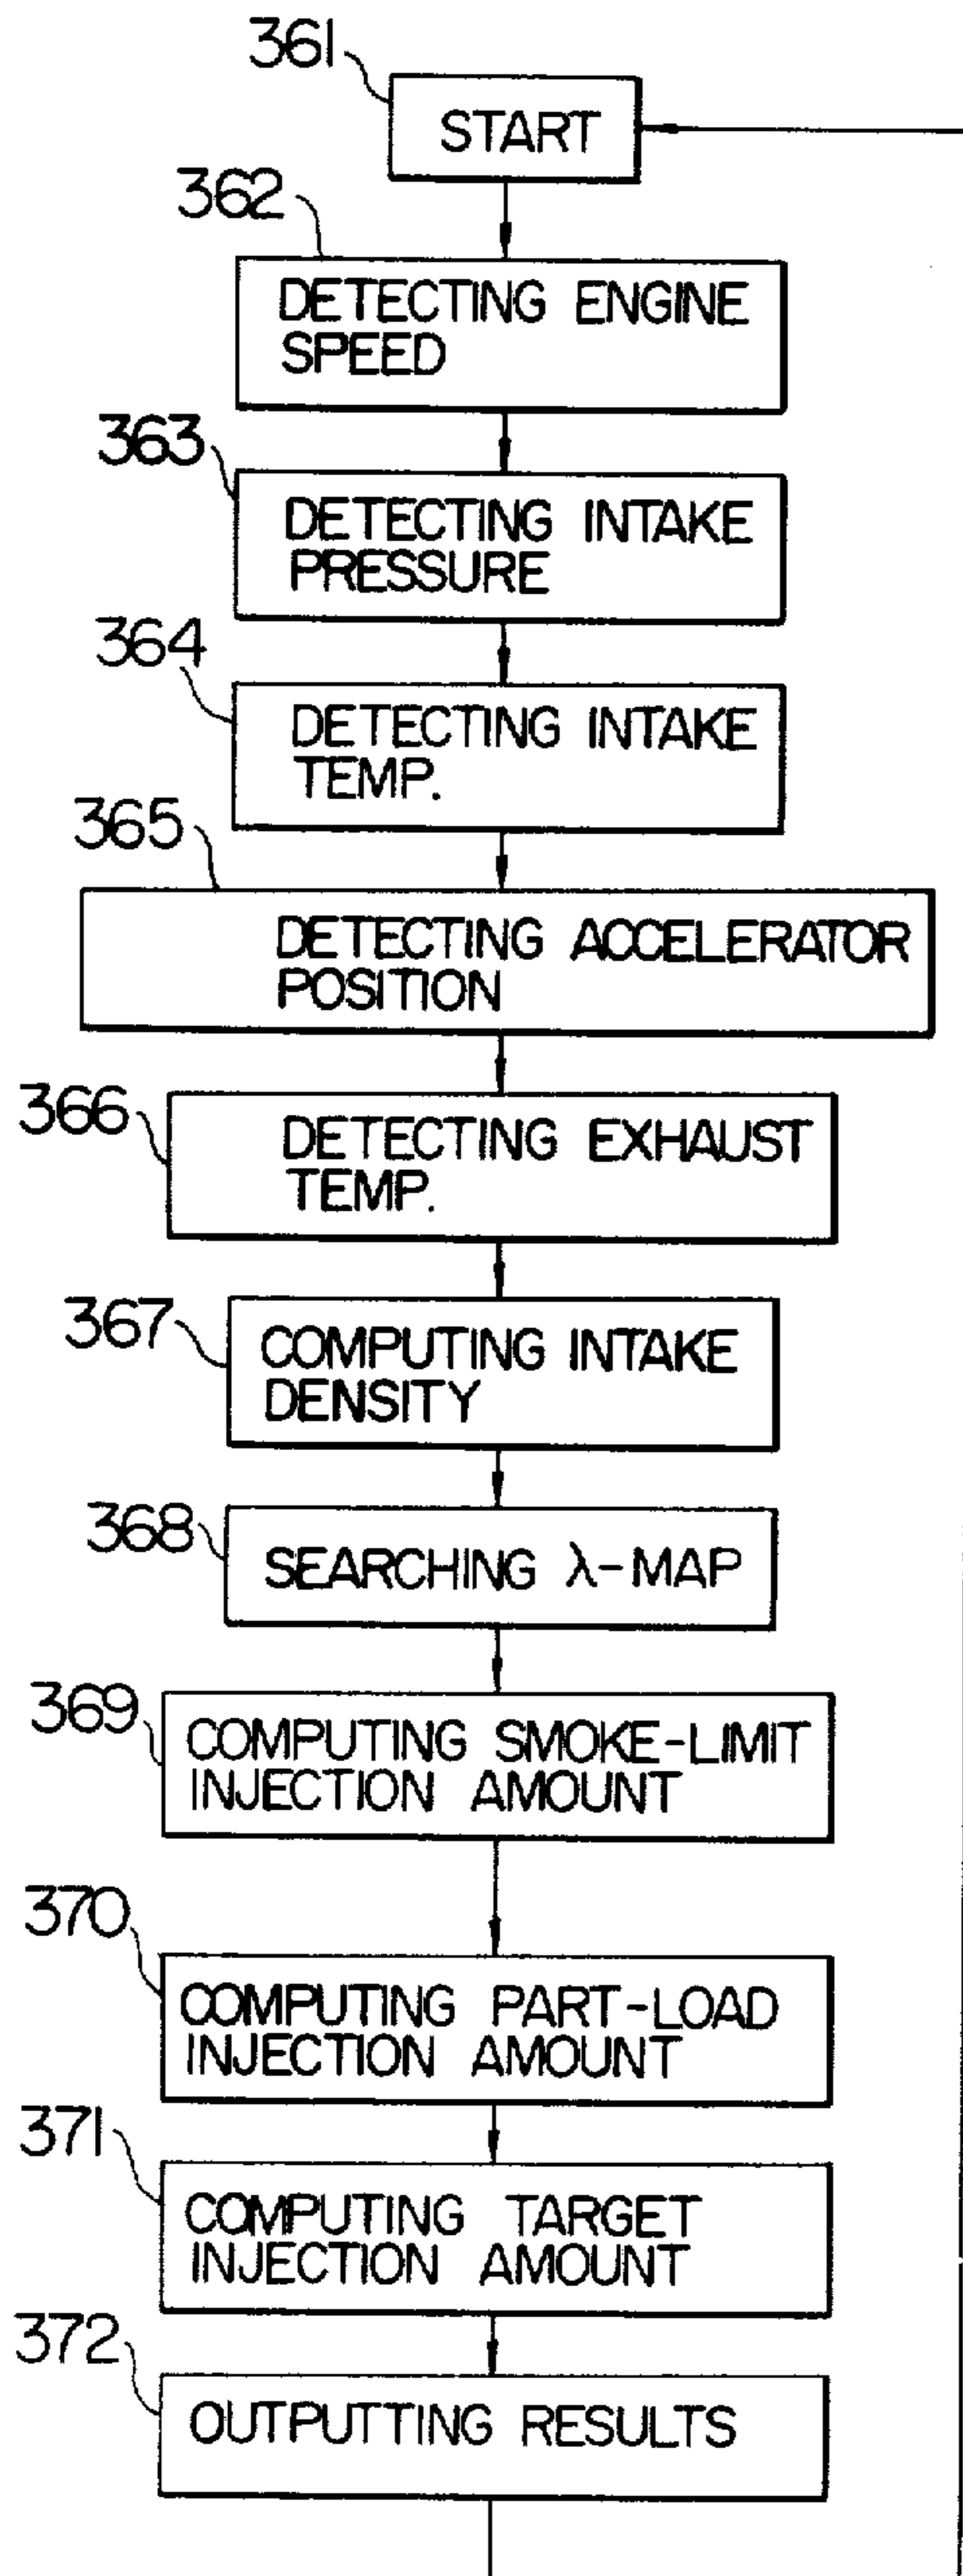 361
START
362
DETECTING ENGINE
SPEED
363
DETECTING INTAKE
PRESSURE
364
DETECTING INTAKE
TEMP.
365
DETECTING ACCELERATOR
POSITION
366
DETECTING EXHAUST
TEMP.
367
COMPUTING INTAKE
DENSITY
368
SEARCHING λ-MAP
369
COMPUTING SMOKE-LIMIT
INJECTION AMOUNT
370
COMPUTING PART-LOAD
INJECTION AMOUNT
371
COMPUTING TARGET
INJECTION AMOUNT
372
OUTPUTTING RESULTS